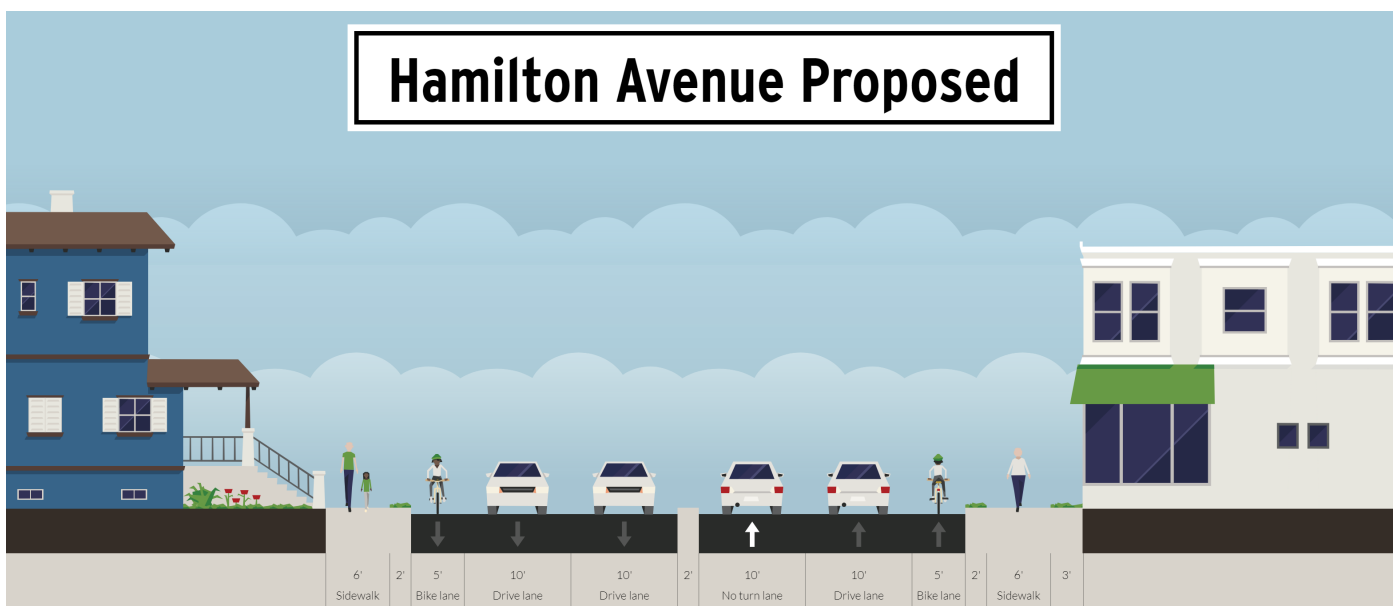 Hamilton Avenue Proposed
6' 2' 5' 10' 10' 2' 10' 10' 5' 2' 6' 3'
Sidewalk Bike lane Drive lane Drive lane No turn lane Drive lane Bike lane Sidewalk